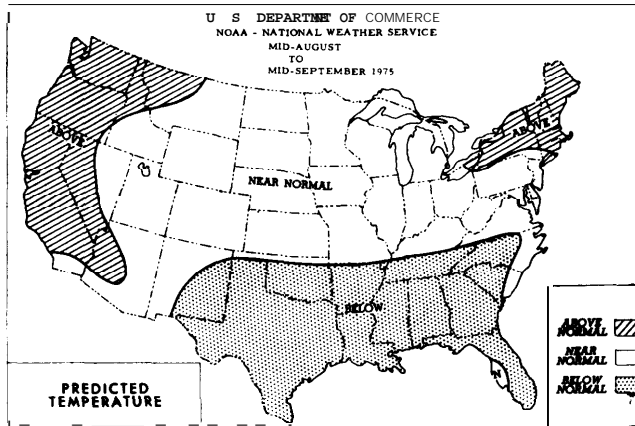 U S DEPARTMENT OF COMMERCE
NOAA - NATIONAL WEATHER SERVICE
MID-AUGUST
TO
MID-SEPTEMBER 1975
ABOVE
ABOVE
NEAR NORMAL
BELOW
N
ABOVE
NORMAL
NEAR
NORMAL
BELOW
NORMAL
PREDICTED
TEMPERATURE